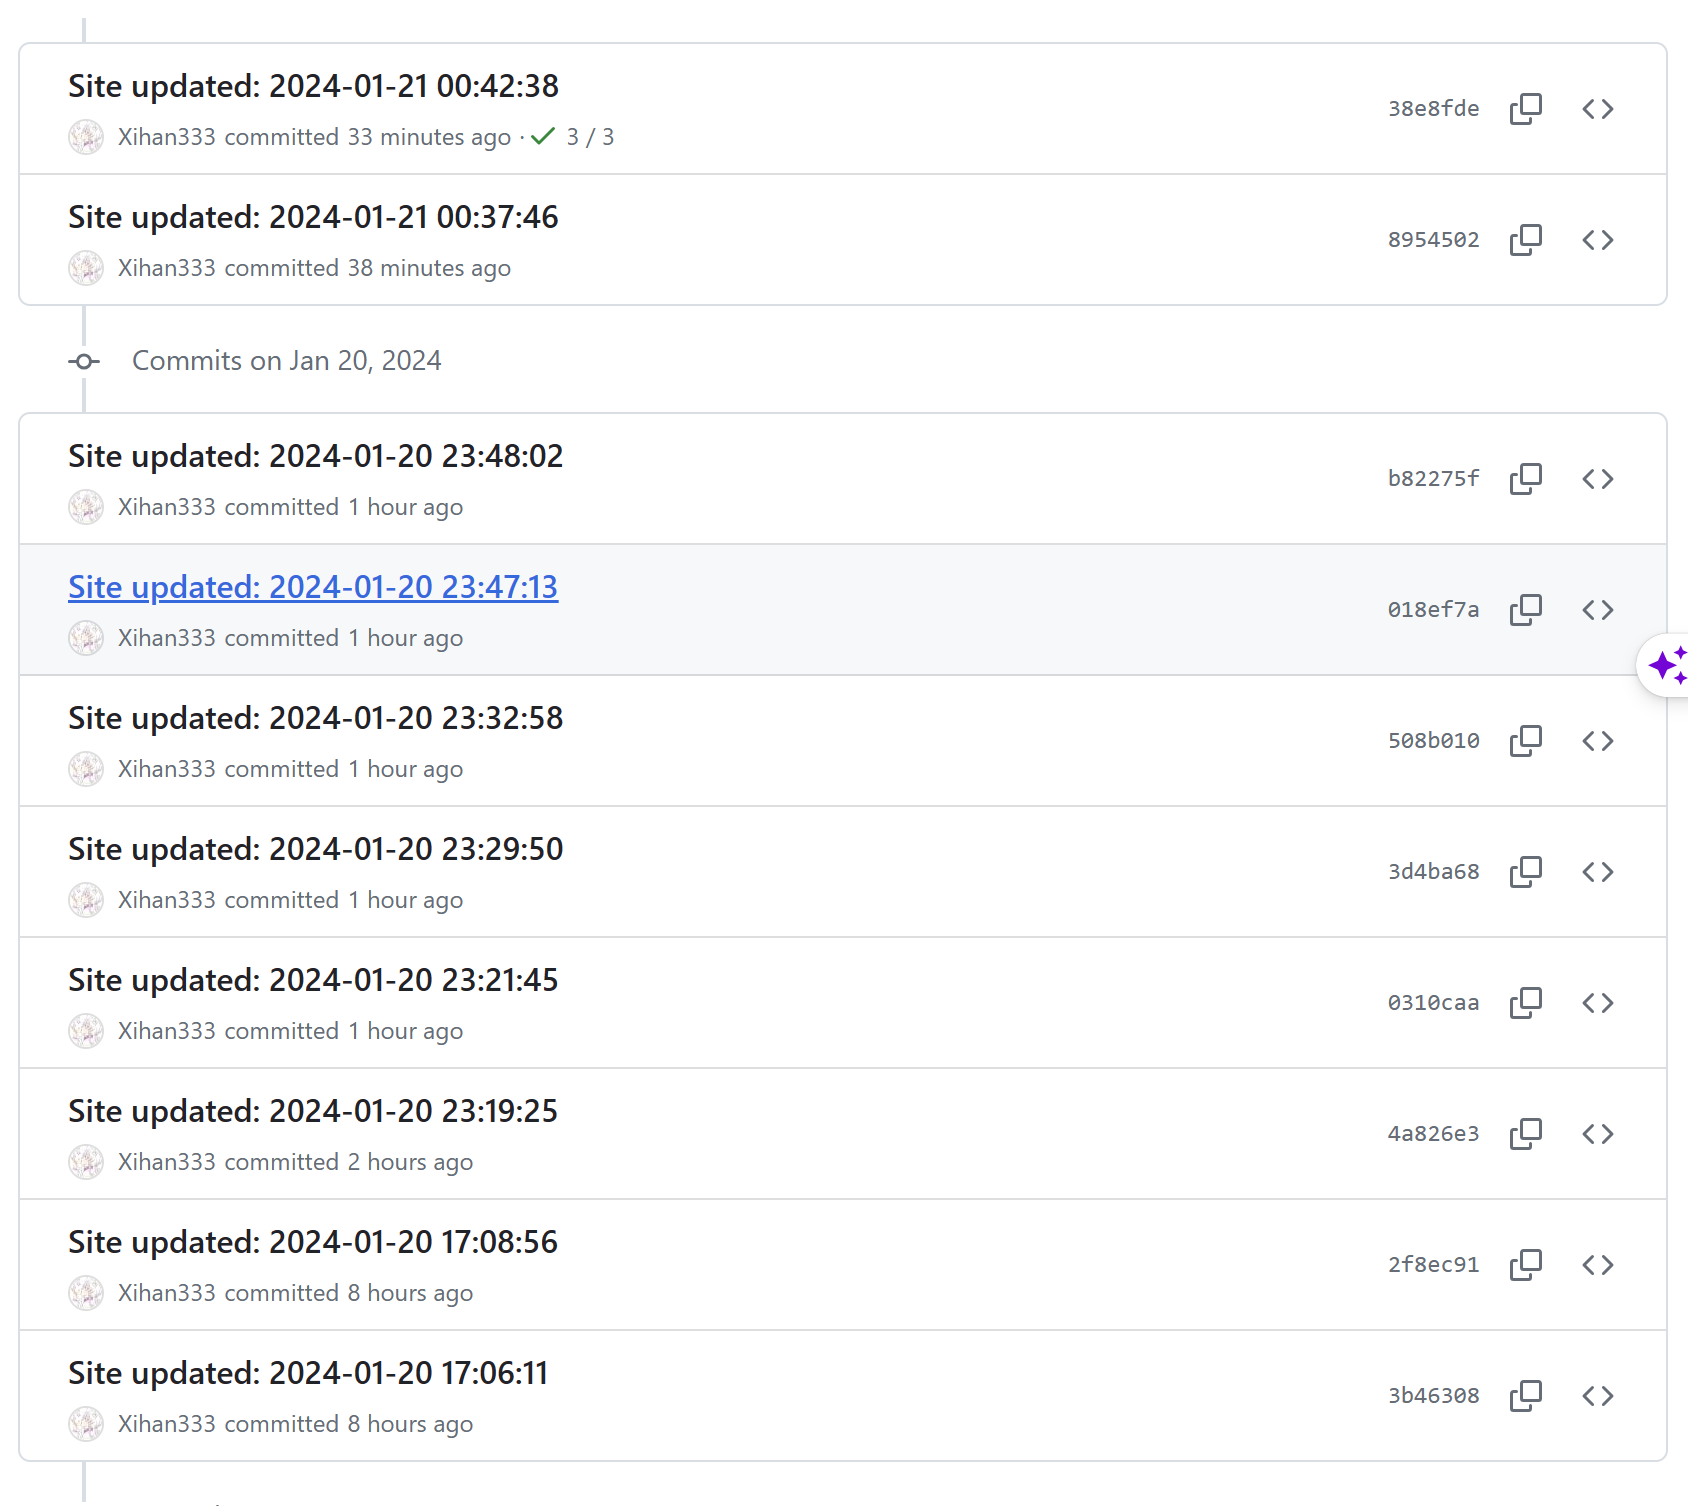 Site updated: 2024-01-21 00:42:38
Xihan333 committed 33 minutes ago · 3 / 3
38e8fde
Site updated: 2024-01-21 00:37:46
Xihan333 committed 38 minutes ago
8954502
Commits on Jan 20, 2024
Site updated: 2024-01-20 23:48:02
Xihan333 committed 1 hour ago
b82275f
Site updated: 2024-01-20 23:47:13
Xihan333 committed 1 hour ago
018ef7a
Site updated: 2024-01-20 23:32:58
Xihan333 committed 1 hour ago
508b010
Site updated: 2024-01-20 23:29:50
Xihan333 committed 1 hour ago
3d4ba68
Site updated: 2024-01-20 23:21:45
Xihan333 committed 1 hour ago
0310caa
Site updated: 2024-01-20 23:19:25
Xihan333 committed 2 hours ago
4a826e3
Site updated: 2024-01-20 17:08:56
Xihan333 committed 8 hours ago
2f8ec91
Site updated: 2024-01-20 17:06:11
Xihan333 committed 8 hours ago
3b46308